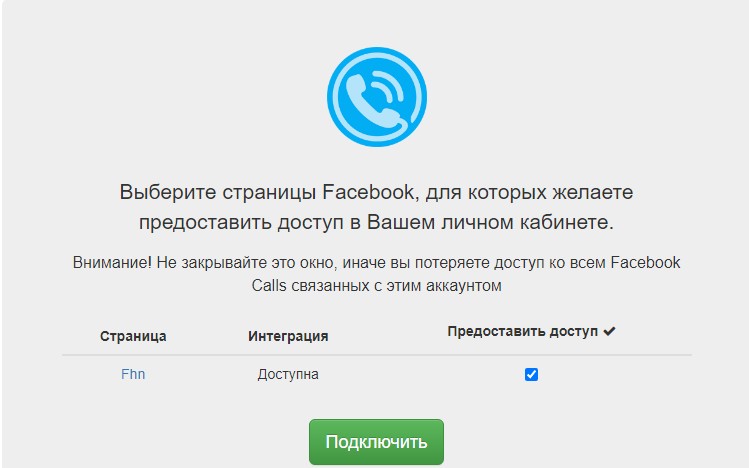 Выберите страницы Facebook, для которых желаете
предоставить доступ в Вашем личном кабинете.
Внимание! Не закрывайте это окно, иначе вы потеряете доступ ко всем Facebook
Calls связанных с этим аккаунтом
Страница Интеграция Предоставить доступ ✔
Fhn Доступна
Подключить